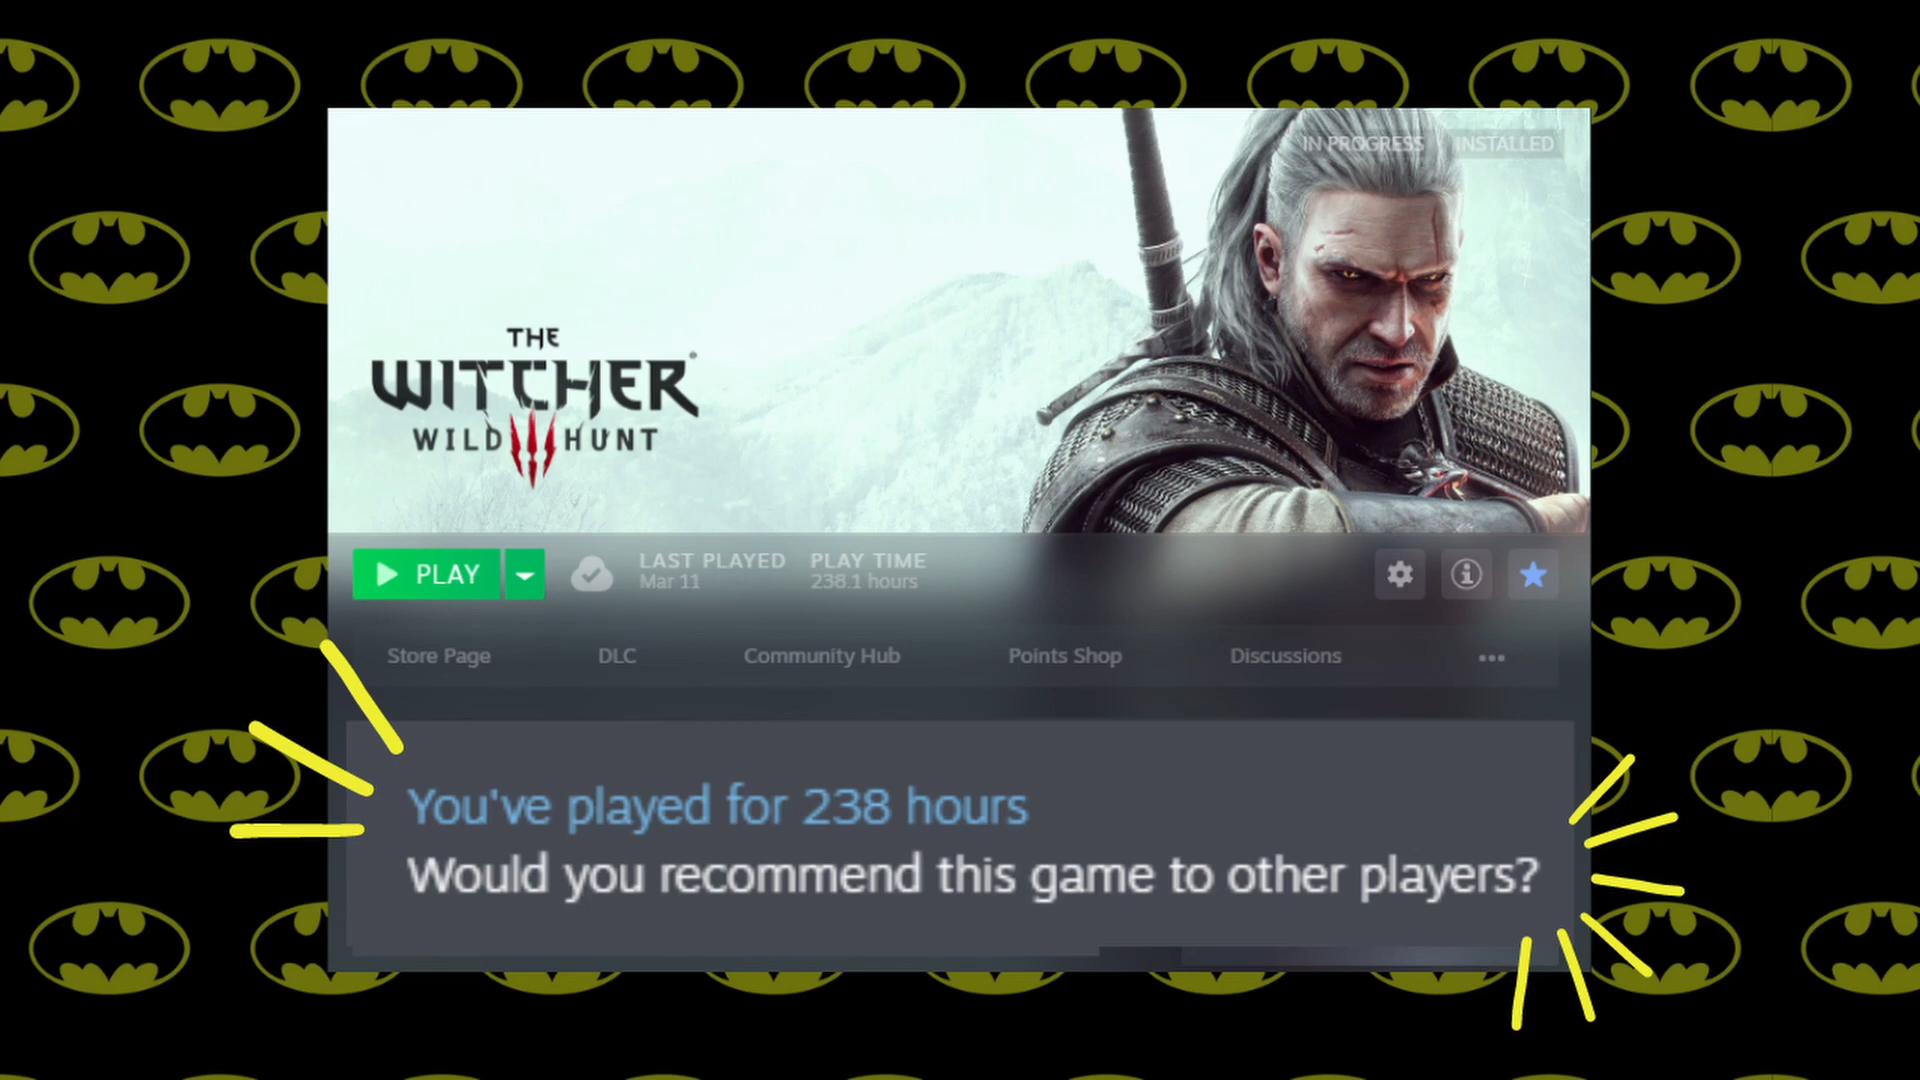 IN PROGRESS INSTALLED
THE
WITCHER
WILD HUNT
PLAY
LAST PLAYED PLAY TIME
Mar 11 238.1 hours
Store Page DLC Community Hub Points Shop Discussions
You've played for 238 hours
Would you recommend this game to other players?